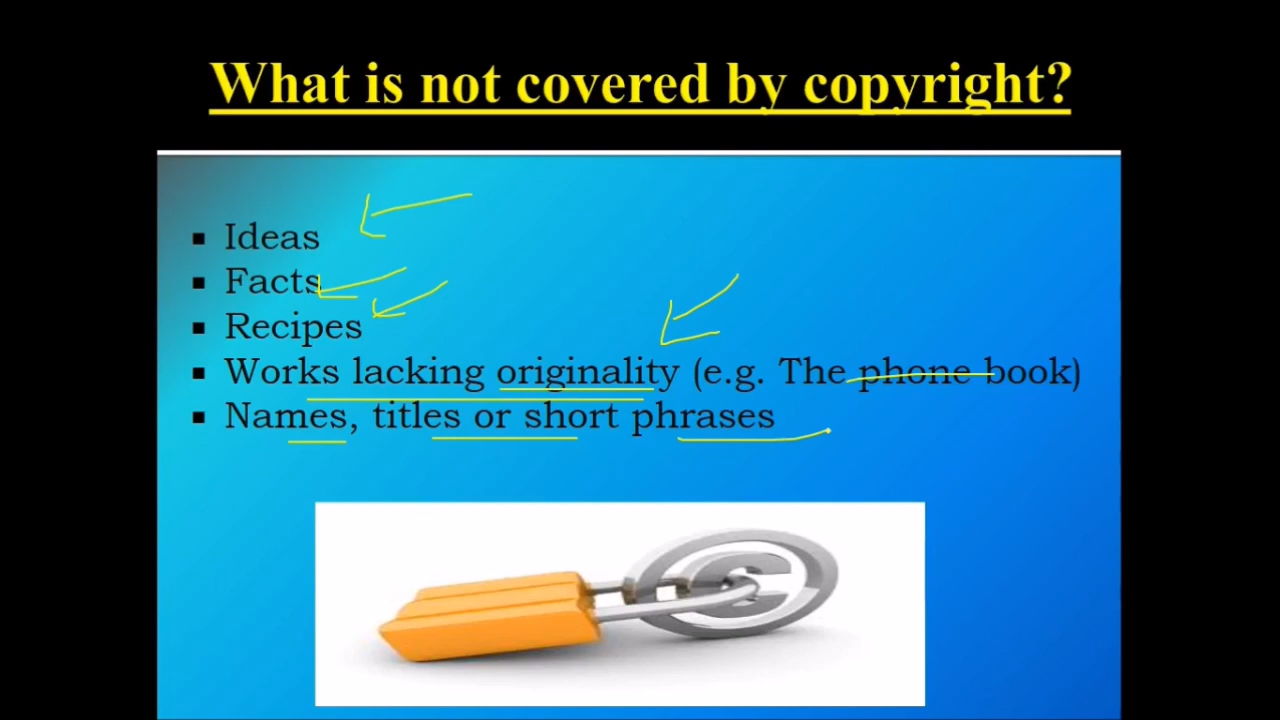 What is not covered by copyright?
▪ Ideas
▪ Facts
▪ Recipes
▪ Works lacking originality (e.g. The phone book)
▪ Names, titles or short phrases
©